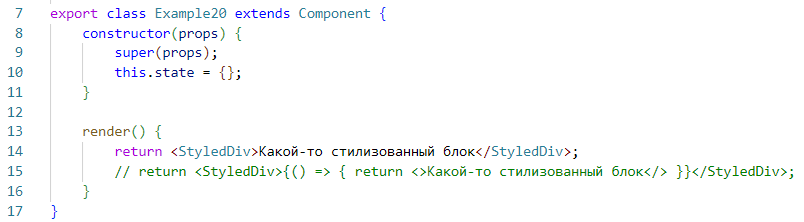 7 export class Example20 extends Component {
8 constructor(props) {
9 super(props);
10 this.state = {};
11 }
12
13 render() {
14 return <StyledDiv>Какой-то стилизованный блок</StyledDiv>;
15 // return <StyledDiv>{() => { return <>Какой-то стилизованный блок</> }}</StyledDiv>;
16 }
17 }